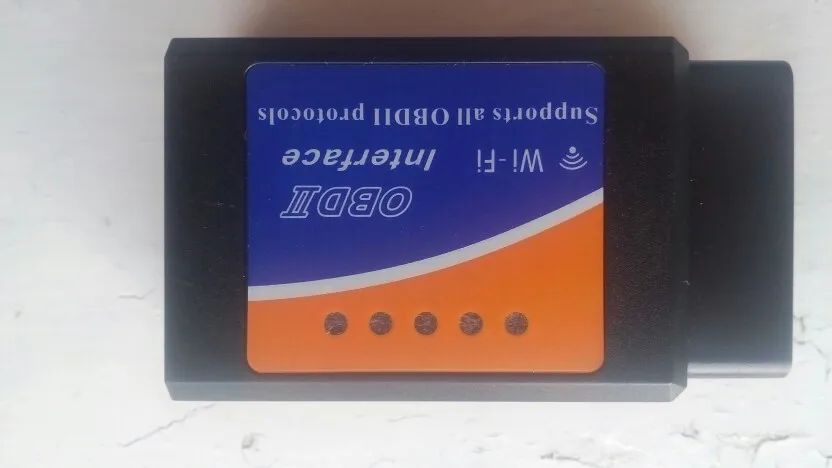 OBDII
Wi-Fi Interface
Supports all OBDII protocols